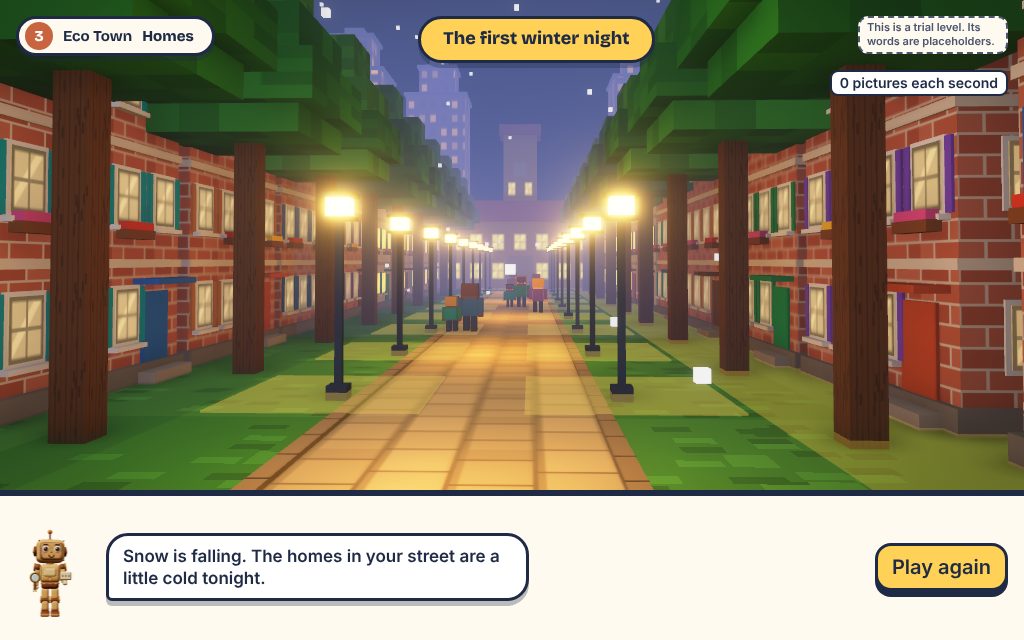 3 Eco Town Homes
The first winter night
This is a trial level. Its
words are placeholders.
0 pictures each second
Snow is falling. The homes in your street are a
little cold tonight.
Play again